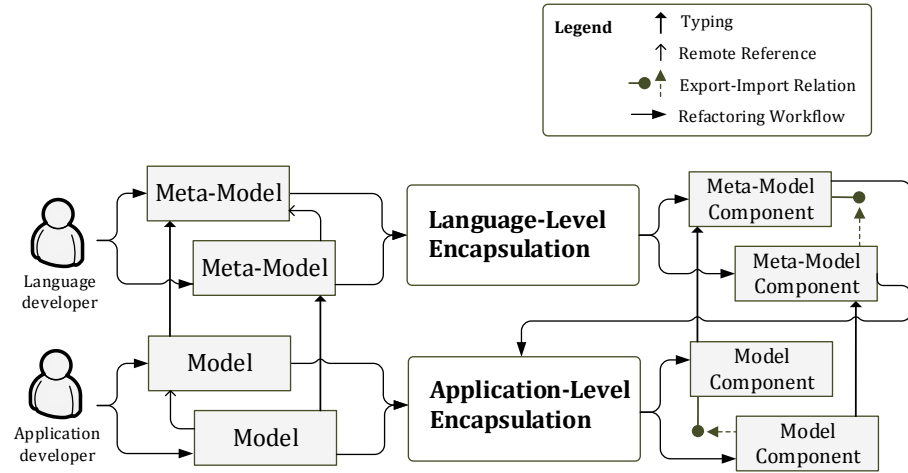 Legend
Typing
Remote Reference
Export-Import Relation
Refactoring Workflow
Meta-Model
Meta-Model
Language
developer
Language-Level
Encapsulation
Meta-Model
Component
Meta-Model
Component
Model
Model
Application
developer
Application-Level
Encapsulation
Model
Component
Model
Component